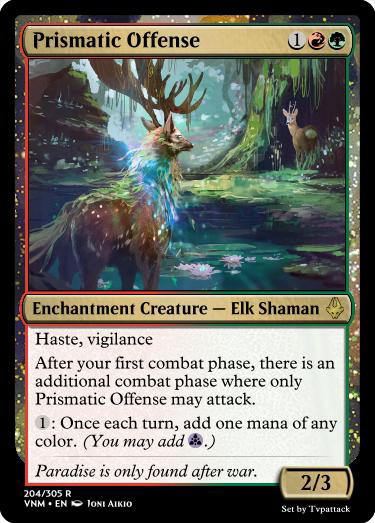 Prismatic Offense 1
Enchantment Creature — Elk Shaman
Haste, vigilance
After your first combat phase, there is an
additional combat phase where only
Prismatic Offense may attack.
1: Once each turn, add one mana of any
color. (You may add .)
Paradise is only found after war.
2/3
204/305 R
VNM • EN Joni Aikio
Set by Tvpattack